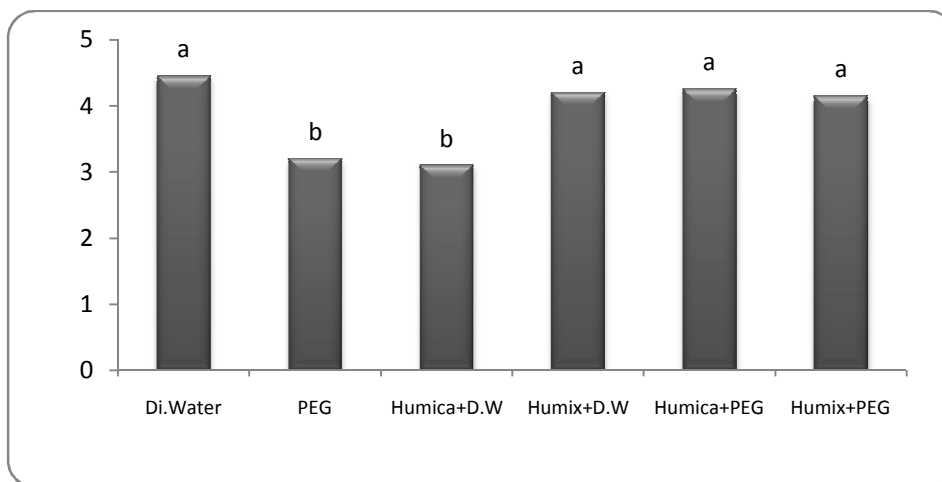 5
4
3
2
1
0
a
b
b
a
a
a
Di.Water
PEG
Humica+D.W
Humix+D.W
Humica+PEG
Humix+PEG